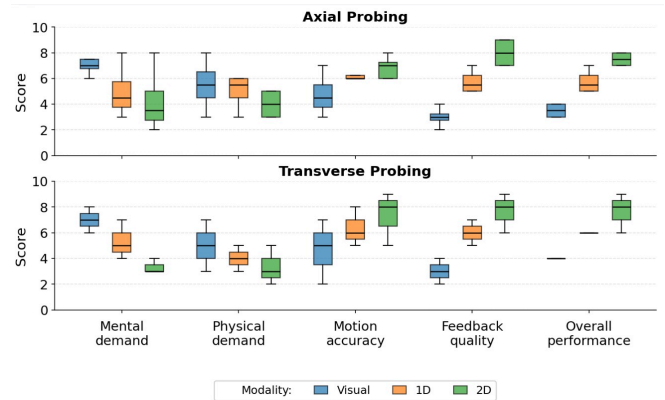 Axial Probing
10
8
6
4
2
0
Score
Transverse Probing
10
8
6
4
2
0
Score
Mental demand
Physical demand
Motion accuracy
Feedback quality
Overall performance
Modality: Visual 1D 2D